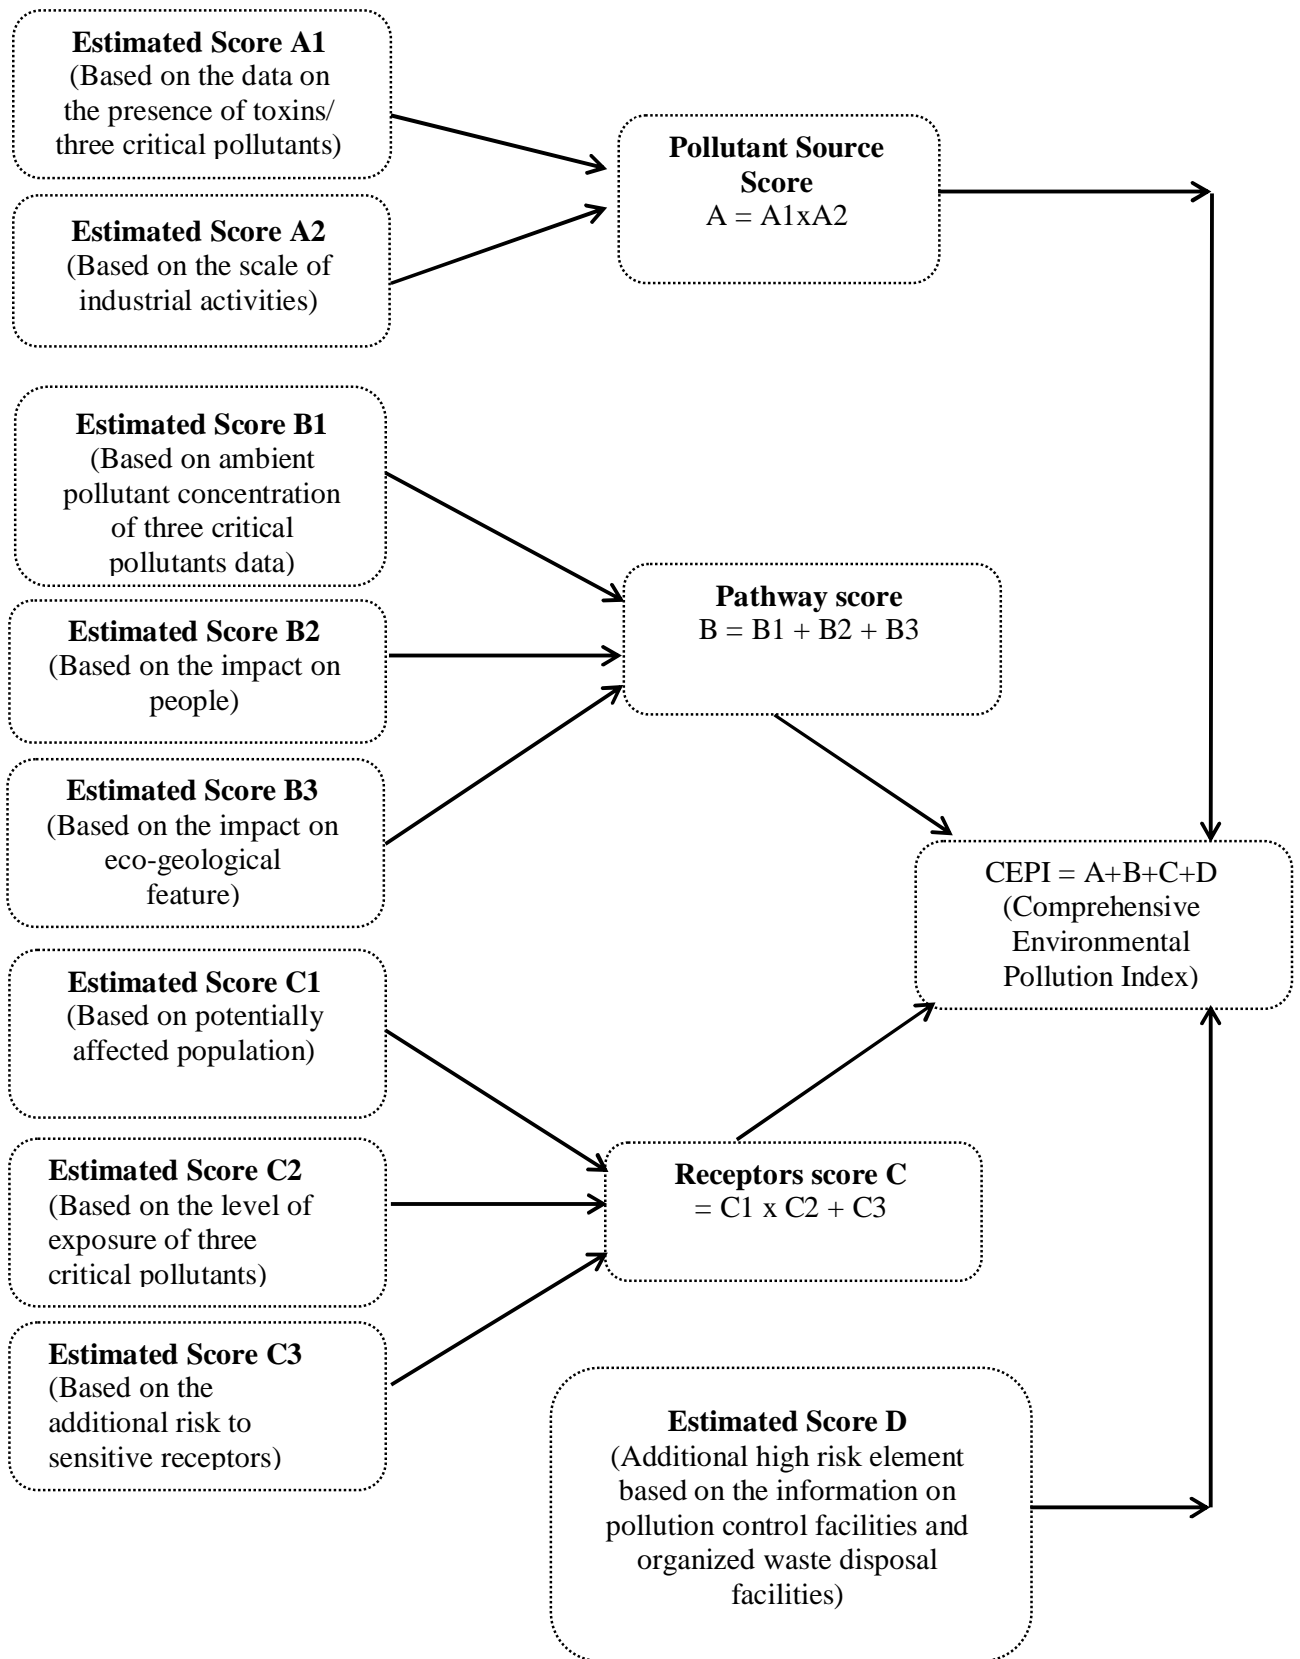 Estimated Score A1
(Based on the data on
the presence of toxins/
three critical pollutants)
Pollutant Source
Score
A = A1xA2
Estimated Score A2
(Based on the scale of
industrial activities)
Estimated Score B1
(Based on ambient
pollutant concentration
of three critical
pollutants data)
Pathway score
B = B1 + B2 + B3
Estimated Score B2
(Based on the impact on
people)
Estimated Score B3
(Based on the impact on
eco-geological
feature)
CEPI = A+B+C+D
(Comprehensive
Environmental
Pollution Index)
Estimated Score C1
(Based on potentially
affected population)
Estimated Score C2
(Based on the level of
exposure of three
critical pollutants)
Receptors score C
= C1 x C2 + C3
Estimated Score C3
(Based on the
additional risk to
sensitive receptors)
Estimated Score D
(Additional high risk element
based on the information on
pollution control facilities and
organized waste disposal
facilities)